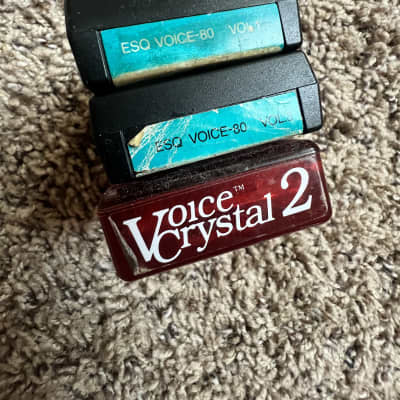 ESQ VOICE-80 VOL.
ESQ VOICE-80 VOL.
Voice™
Crystal 2